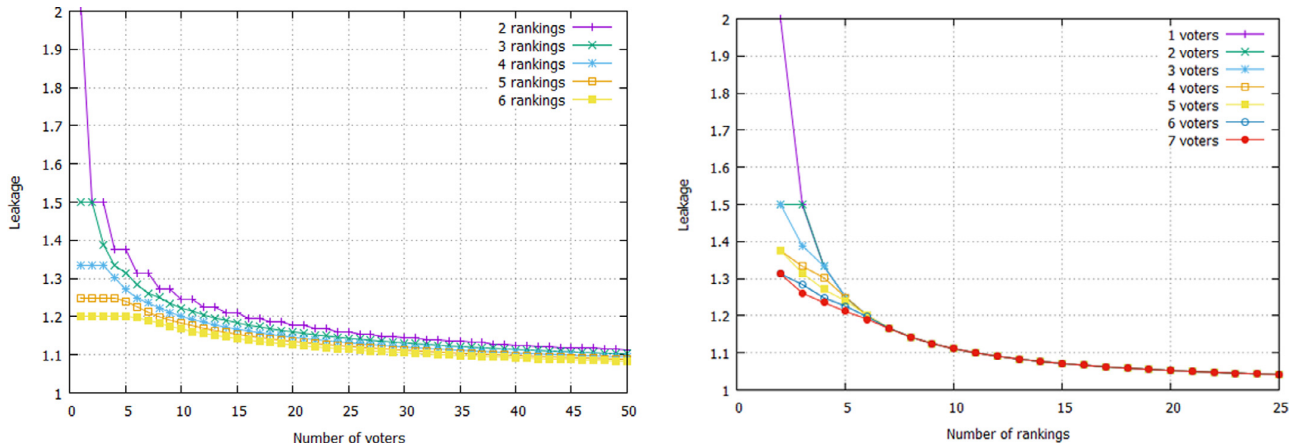 2
1.9
1.8
1.7
1.6
1.5
1.4
1.3
1.2
1.1
1
Leakage
2 rankings
3 rankings
4 rankings
5 rankings
6 rankings
0 5 10 15 20 25 30 35 40 45 50
Number of voters
2
1.9
1.8
1.7
1.6
1.5
1.4
1.3
1.2
1.1
1
Leakage
1 voters
2 voters
3 voters
4 voters
5 voters
6 voters
7 voters
0 5 10 15 20 25
Number of rankings